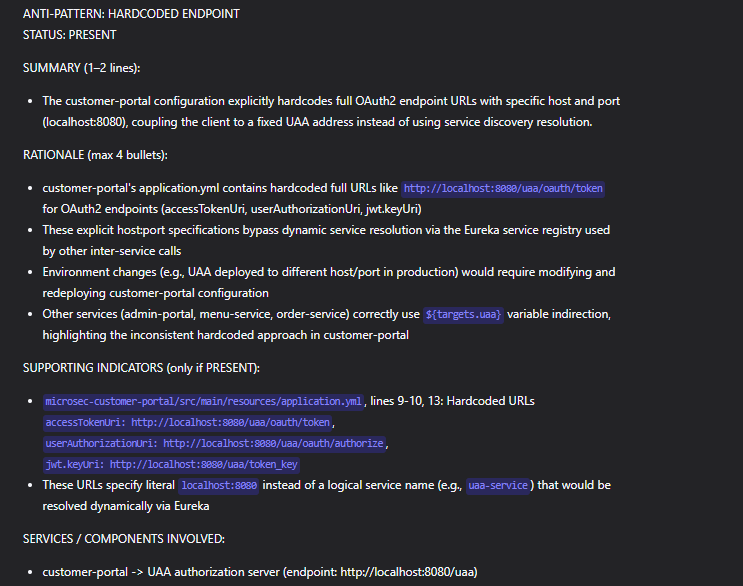 ANTI-PATTERN: HARDCODED ENDPOINT
STATUS: PRESENT
SUMMARY (1–2 lines):
• The customer-portal configuration explicitly hardcodes full OAuth2 endpoint URLs with specific host and port
(localhost:8080), coupling the client to a fixed UAA address instead of using service discovery resolution.
RATIONALE (max 4 bullets):
• customer-portal's application.yml contains hardcoded full URLs like http://localhost:8080/uaa/oauth/token
for OAuth2 endpoints (accessTokenUri, userAuthorizationUri, jwt.keyUri)
• These explicit host:port specifications bypass dynamic service resolution via the Eureka service registry used
by other inter-service calls
• Environment changes (e.g., UAA deployed to different host/port in production) would require modifying and
redeploying customer-portal configuration
• Other services (admin-portal, menu-service, order-service) correctly use ${targets.uaa} variable indirection,
highlighting the inconsistent hardcoded approach in customer-portal
SUPPORTING INDICATORS (only if PRESENT):
• microsec-customer-portal/src/main/resources/application.yml, lines 9-10, 13: Hardcoded URLs
accessTokenUri: http://localhost:8080/uaa/oauth/token,
userAuthorizationUri: http://localhost:8080/uaa/oauth/authorize,
jwt.keyUri: http://localhost:8080/uaa/token_key
• These URLs specify literal localhost:8080 instead of a logical service name (e.g., uaa-service) that would be
resolved dynamically via Eureka
SERVICES / COMPONENTS INVOLVED:
• customer-portal -> UAA authorization server (endpoint: http://localhost:8080/uaa)